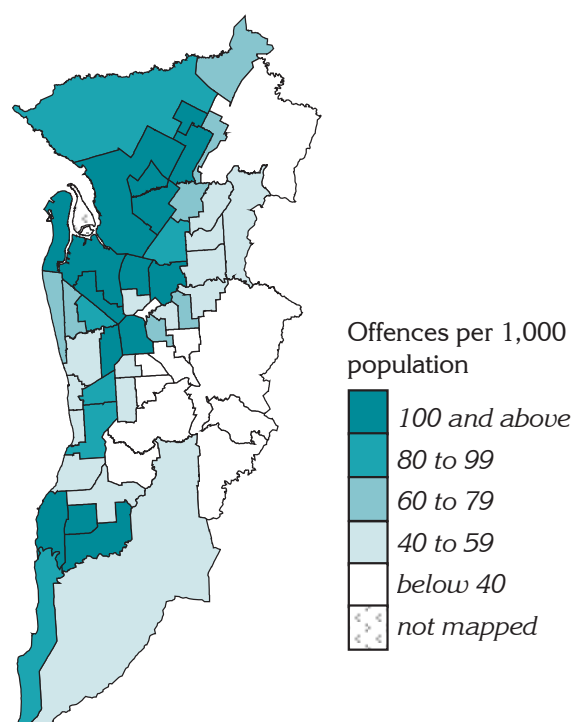 Offences per 1,000
population
100 and above
80 to 99
60 to 79
40 to 59
below 40
not mapped